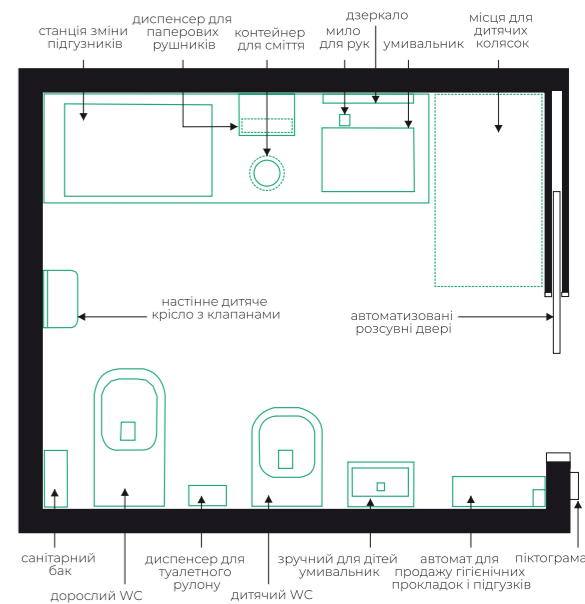 станція зміни
підгузників
диспенсер для
паперових
рушників
контейнер
для сміття
дзеркало
мило
для рук
умивальник
місця для
дитячих
колясок
настінне дитяче
крісло з клапанами
автоматизовані
розсувні двері
санітарний
бак
дорослий WC
диспенсер для
туалетного
рулону
дитячий WC
зручний для дітей
умивальник
автомат для
продажу гігієнічних
прокладок і підгузків
піктограма